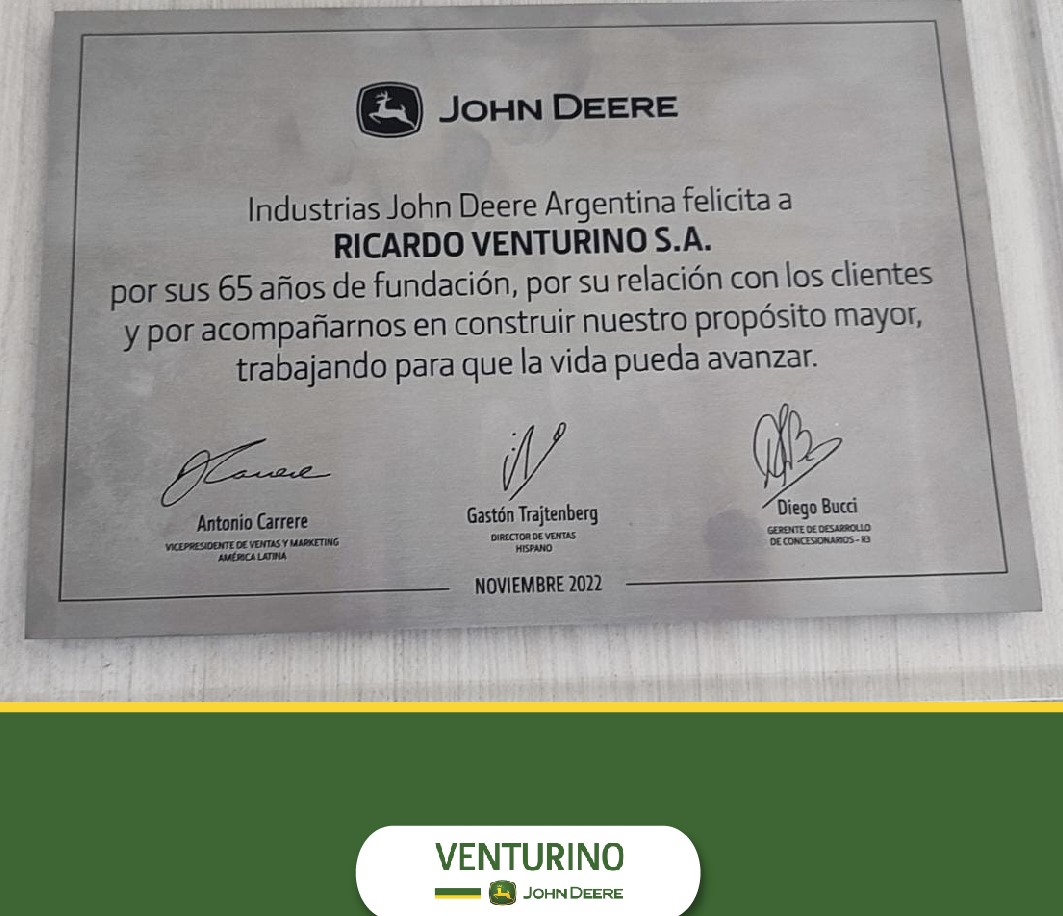 JOHN DEERE
Industrias John Deere Argentina felicita a
RICARDO VENTURINO S.A.
por sus 65 años de fundación, por su relación con los clientes
y por acompañarnos en construir nuestro propósito mayor,
trabajando para que la vida pueda avanzar.
Antonio Carrere
VICEPRESIDENTE DE VENTAS Y MARKETING
AMÉRICA LATINA
Gastón Trajtenberg
DIRECTOR DE VENTAS
HISPANO
Diego Bucci
GERENTE DE DESARROLLO
DE CONCESIONARIOS - R3
NOVIEMBRE 2022
VENTURINO
JOHN DEERE